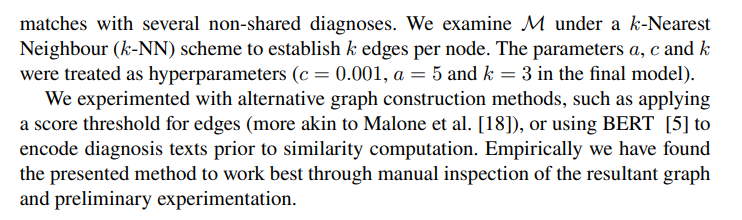 matches with several non-shared diagnoses. We examine ℳ under a k-Nearest
Neighbour (k-NN) scheme to establish k edges per node. The parameters a, c and k
were treated as hyperparameters (c = 0.001, a = 5 and k = 3 in the final model).
We experimented with alternative graph construction methods, such as applying
a score threshold for edges (more akin to Malone et al. [18]), or using BERT [5] to
encode diagnosis texts prior to similarity computation. Empirically we have found
the presented method to work best through manual inspection of the resultant graph
and preliminary experimentation.